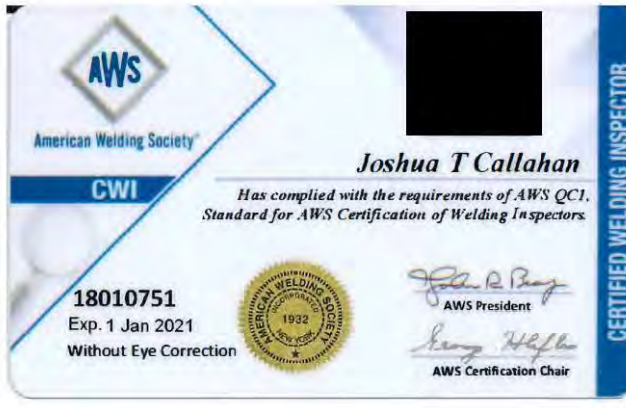 AWS
American Welding Society®
CWI
Joshua T Callahan
Has complied with the requirements of AWS QC1,
Standard for AWS Certification of Welding Inspectors.
18010751
Exp. 1 Jan 2021
Without Eye Correction
AMERICAN WELDING SOCIETY
INCORPORATED
1932
NEW YORK
AWS President
AWS Certification Chair
CERTIFIED WELDING INSPECTOR